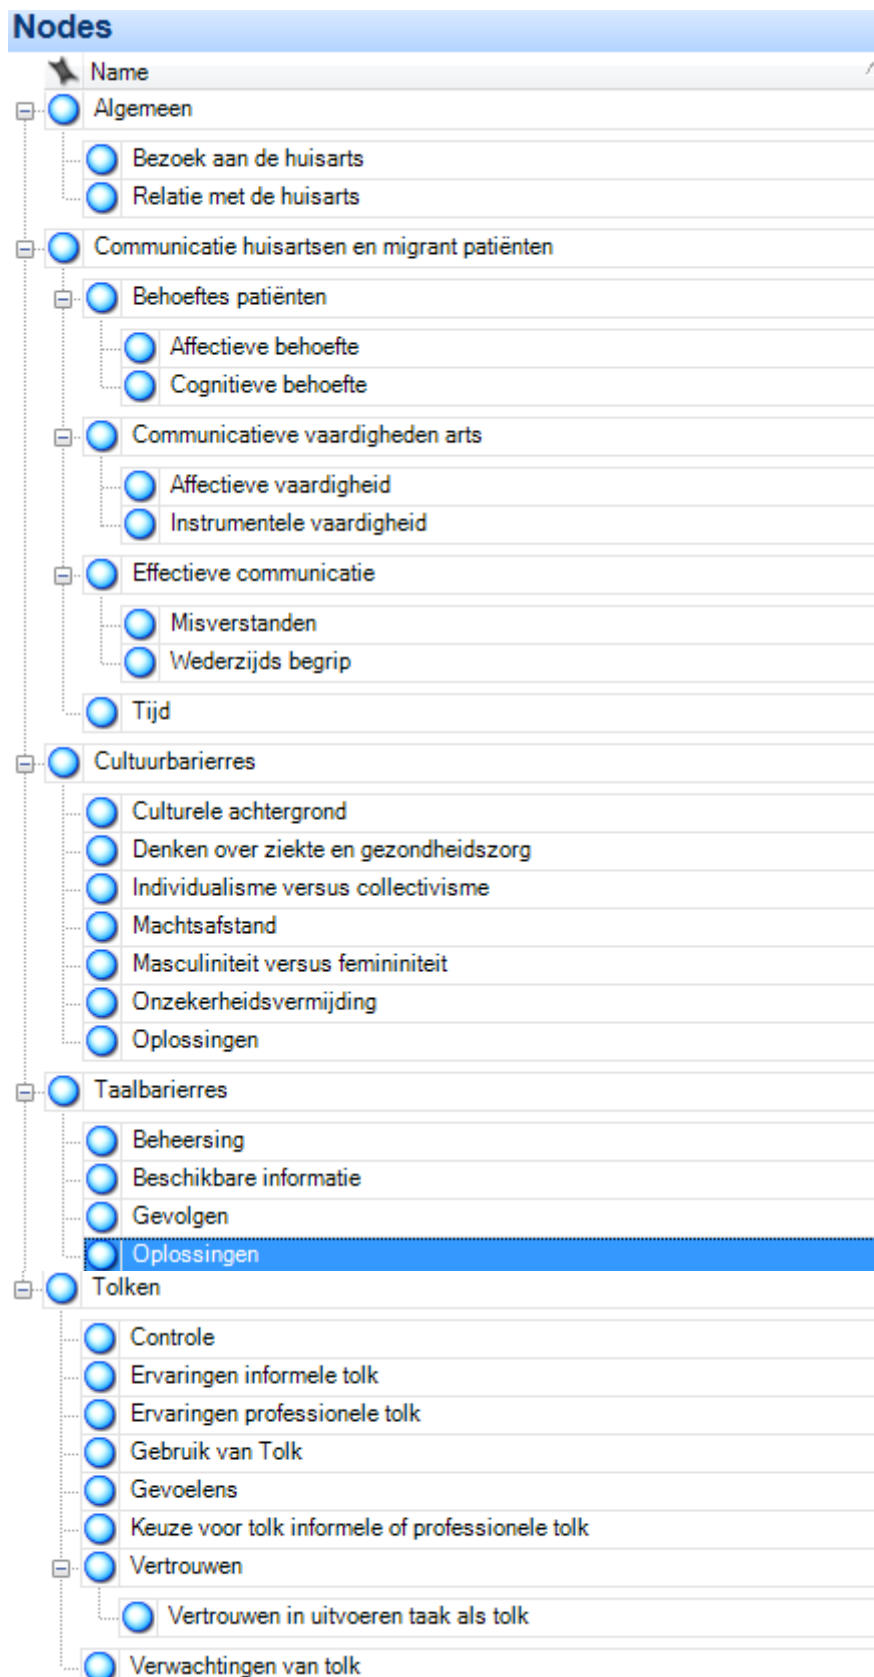 Nodes
Name
Algemeen
Bezoek aan de huisarts
Relatie met de huisarts
Communicatie huisartsen en migrant patiënten
Behoeftes patiënten
Affectieve behoefte
Cognitieve behoefte
Communicatieve vaardigheden arts
Affectieve vaardigheid
Instrumentele vaardigheid
Effectieve communicatie
Misverstanden
Wederzijds begrip
Tijd
Cultuurbarierres
Culturele achtergrond
Denken over ziekte en gezondheidszorg
Individualisme versus collectivisme
Machtsafstand
Masculiniteit versus femininiteit
Onzekerheidsvermijding
Oplossingen
Taalbarierres
Beheersing
Beschikbare informatie
Gevolgen
Oplossingen
Tolken
Controle
Ervaringen informele tolk
Ervaringen professionele tolk
Gebruik van Tolk
Gevoelens
Keuze voor tolk informele of professionele tolk
Vertrouwen
Vertrouwen in uitvoeren taak als tolk
Verwachtingen van tolk